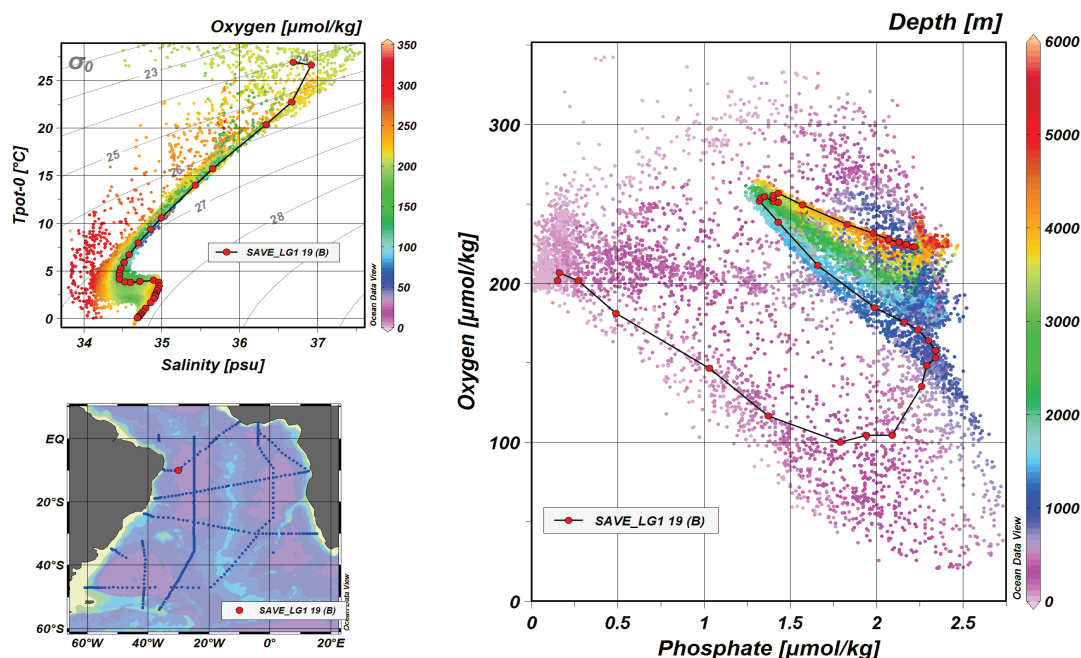 Oxygen [µmol/kg]
σ0
23
24
25
26
27
28
25
20
15
10
5
0
Tpot-0 [°C]
34
35
36
37
Salinity [psu]
SAVE_LG1 19 (B)
350
300
250
200
150
100
50
0
Ocean Data View
EQ
20°S
40°S
60°S
60°W
40°W
20°W
0°E
20°E
SAVE_LG1 19 (B)
Ocean Data View
Depth [m]
300
200
100
0
Oxygen [µmol/kg]
0
0.5
1
1.5
2
2.5
Phosphate [µmol/kg]
SAVE_LG1 19 (B)
6000
5000
4000
3000
2000
1000
0
Ocean Data View